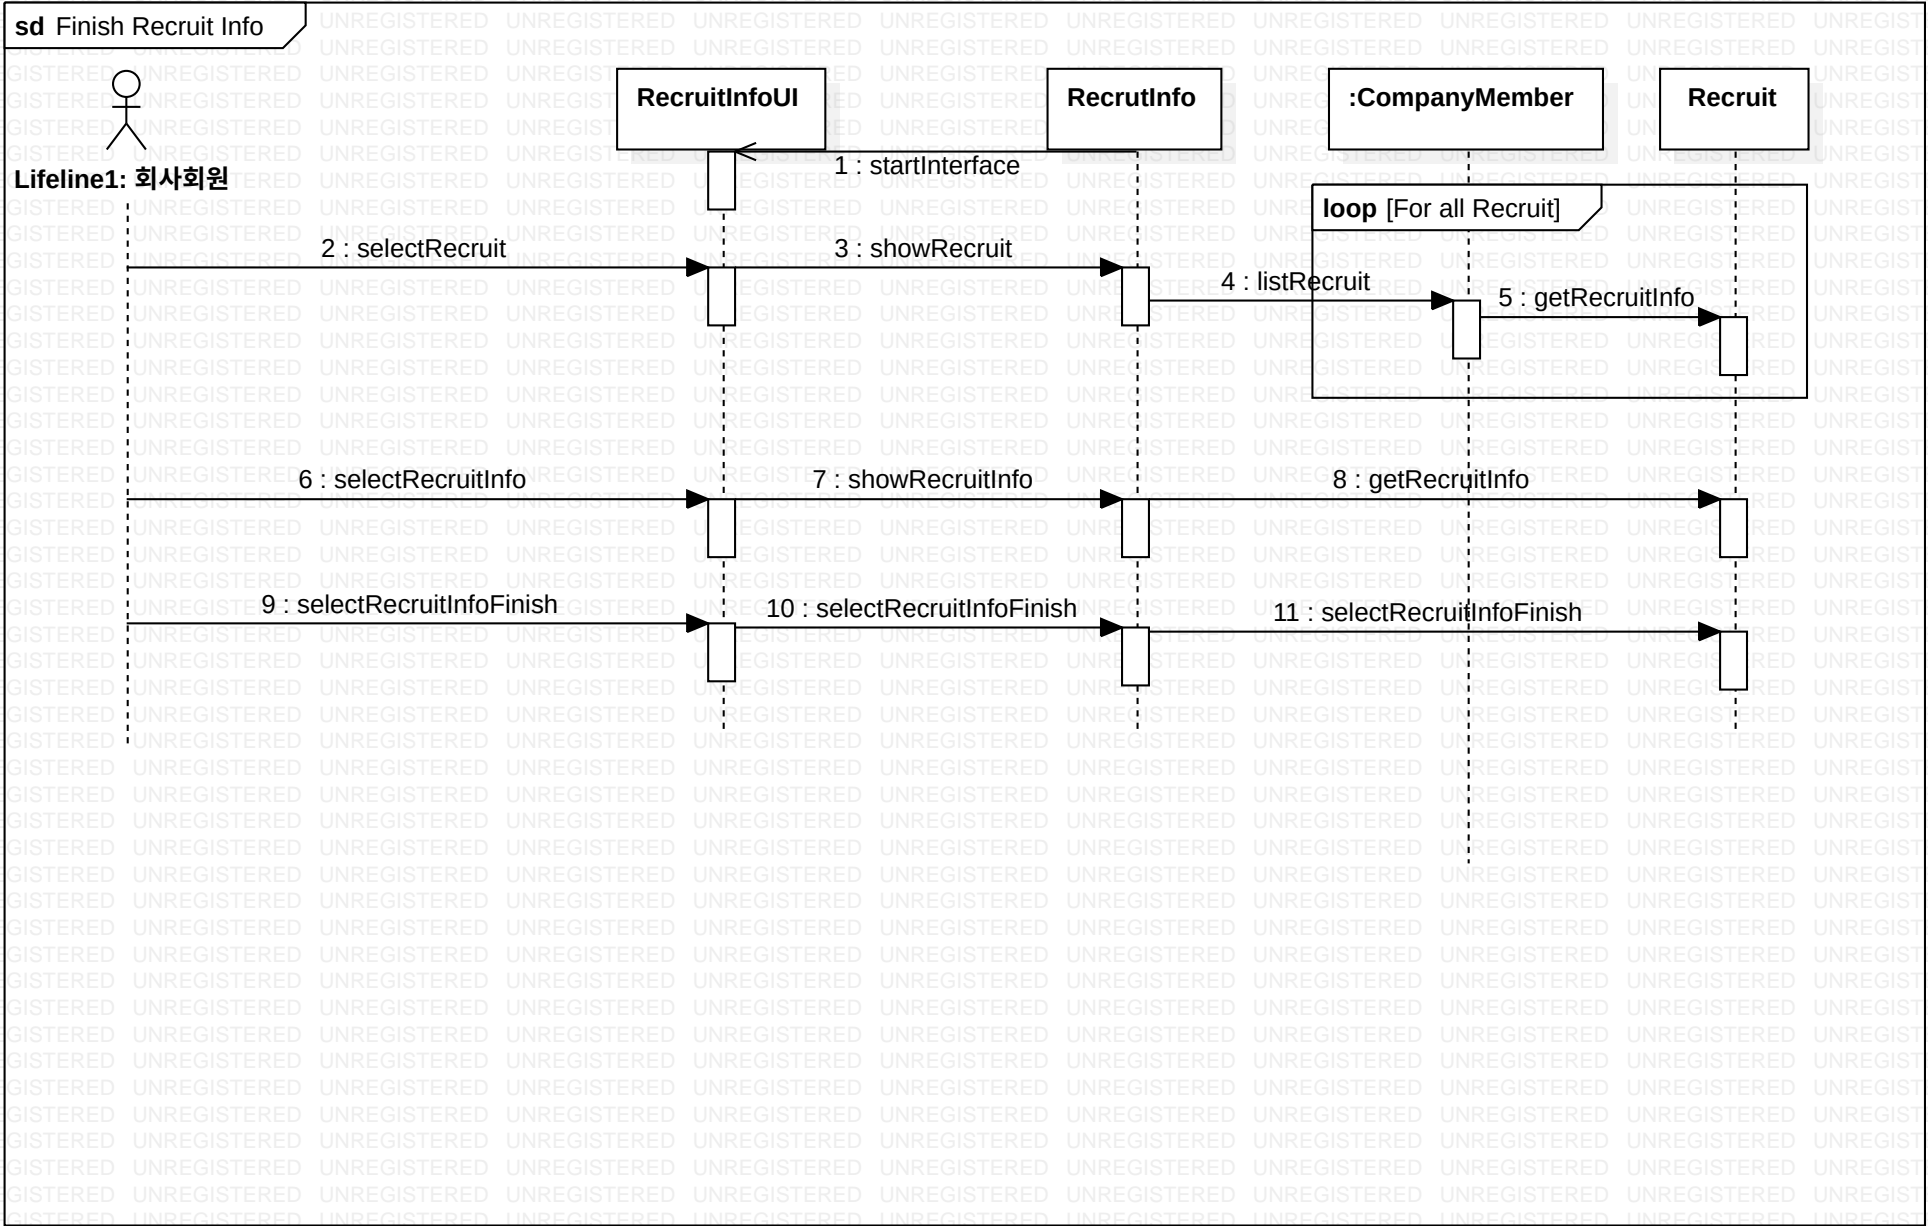 sd Finish Recruit Info
RecruitInfoUI
RecrutInfo
:CompanyMember
Recruit
Lifeline1: 회사회원
1 : startInterface
loop [For all Recruit]
2 : selectRecruit
3 : showRecruit
4 : listRecruit
5 : getRecruitInfo
6 : selectRecruitInfo
7 : showRecruitInfo
8 : getRecruitInfo
9 : selectRecruitInfoFinish
10 : selectRecruitInfoFinish
11 : selectRecruitInfoFinish
UNREGISTERED